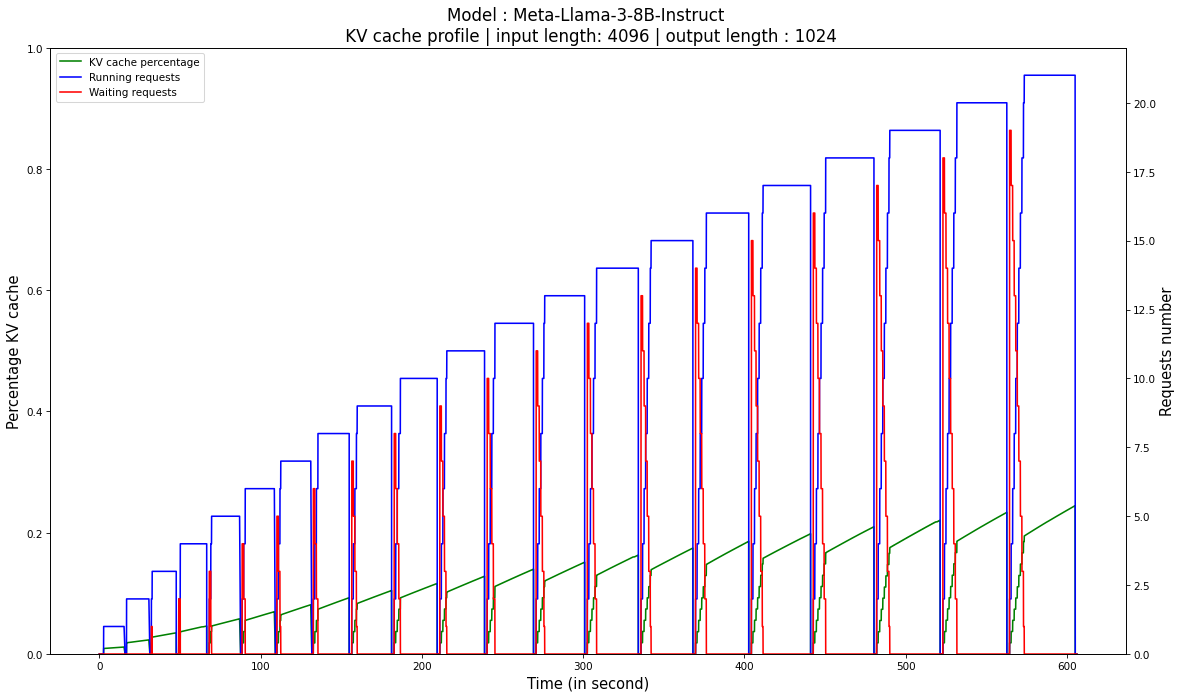 Model : Meta-Llama-3-8B-Instruct
KV cache profile | input length: 4096 | output length : 1024
KV cache percentage
Running requests
Waiting requests
Percentage KV cache
1.0
0.8
0.6
0.4
0.2
0.0
20.0
17.5
15.0
12.5
10.0
7.5
5.0
2.5
0.0
Requests number
0
100
200
300
400
500
600
Time (in second)